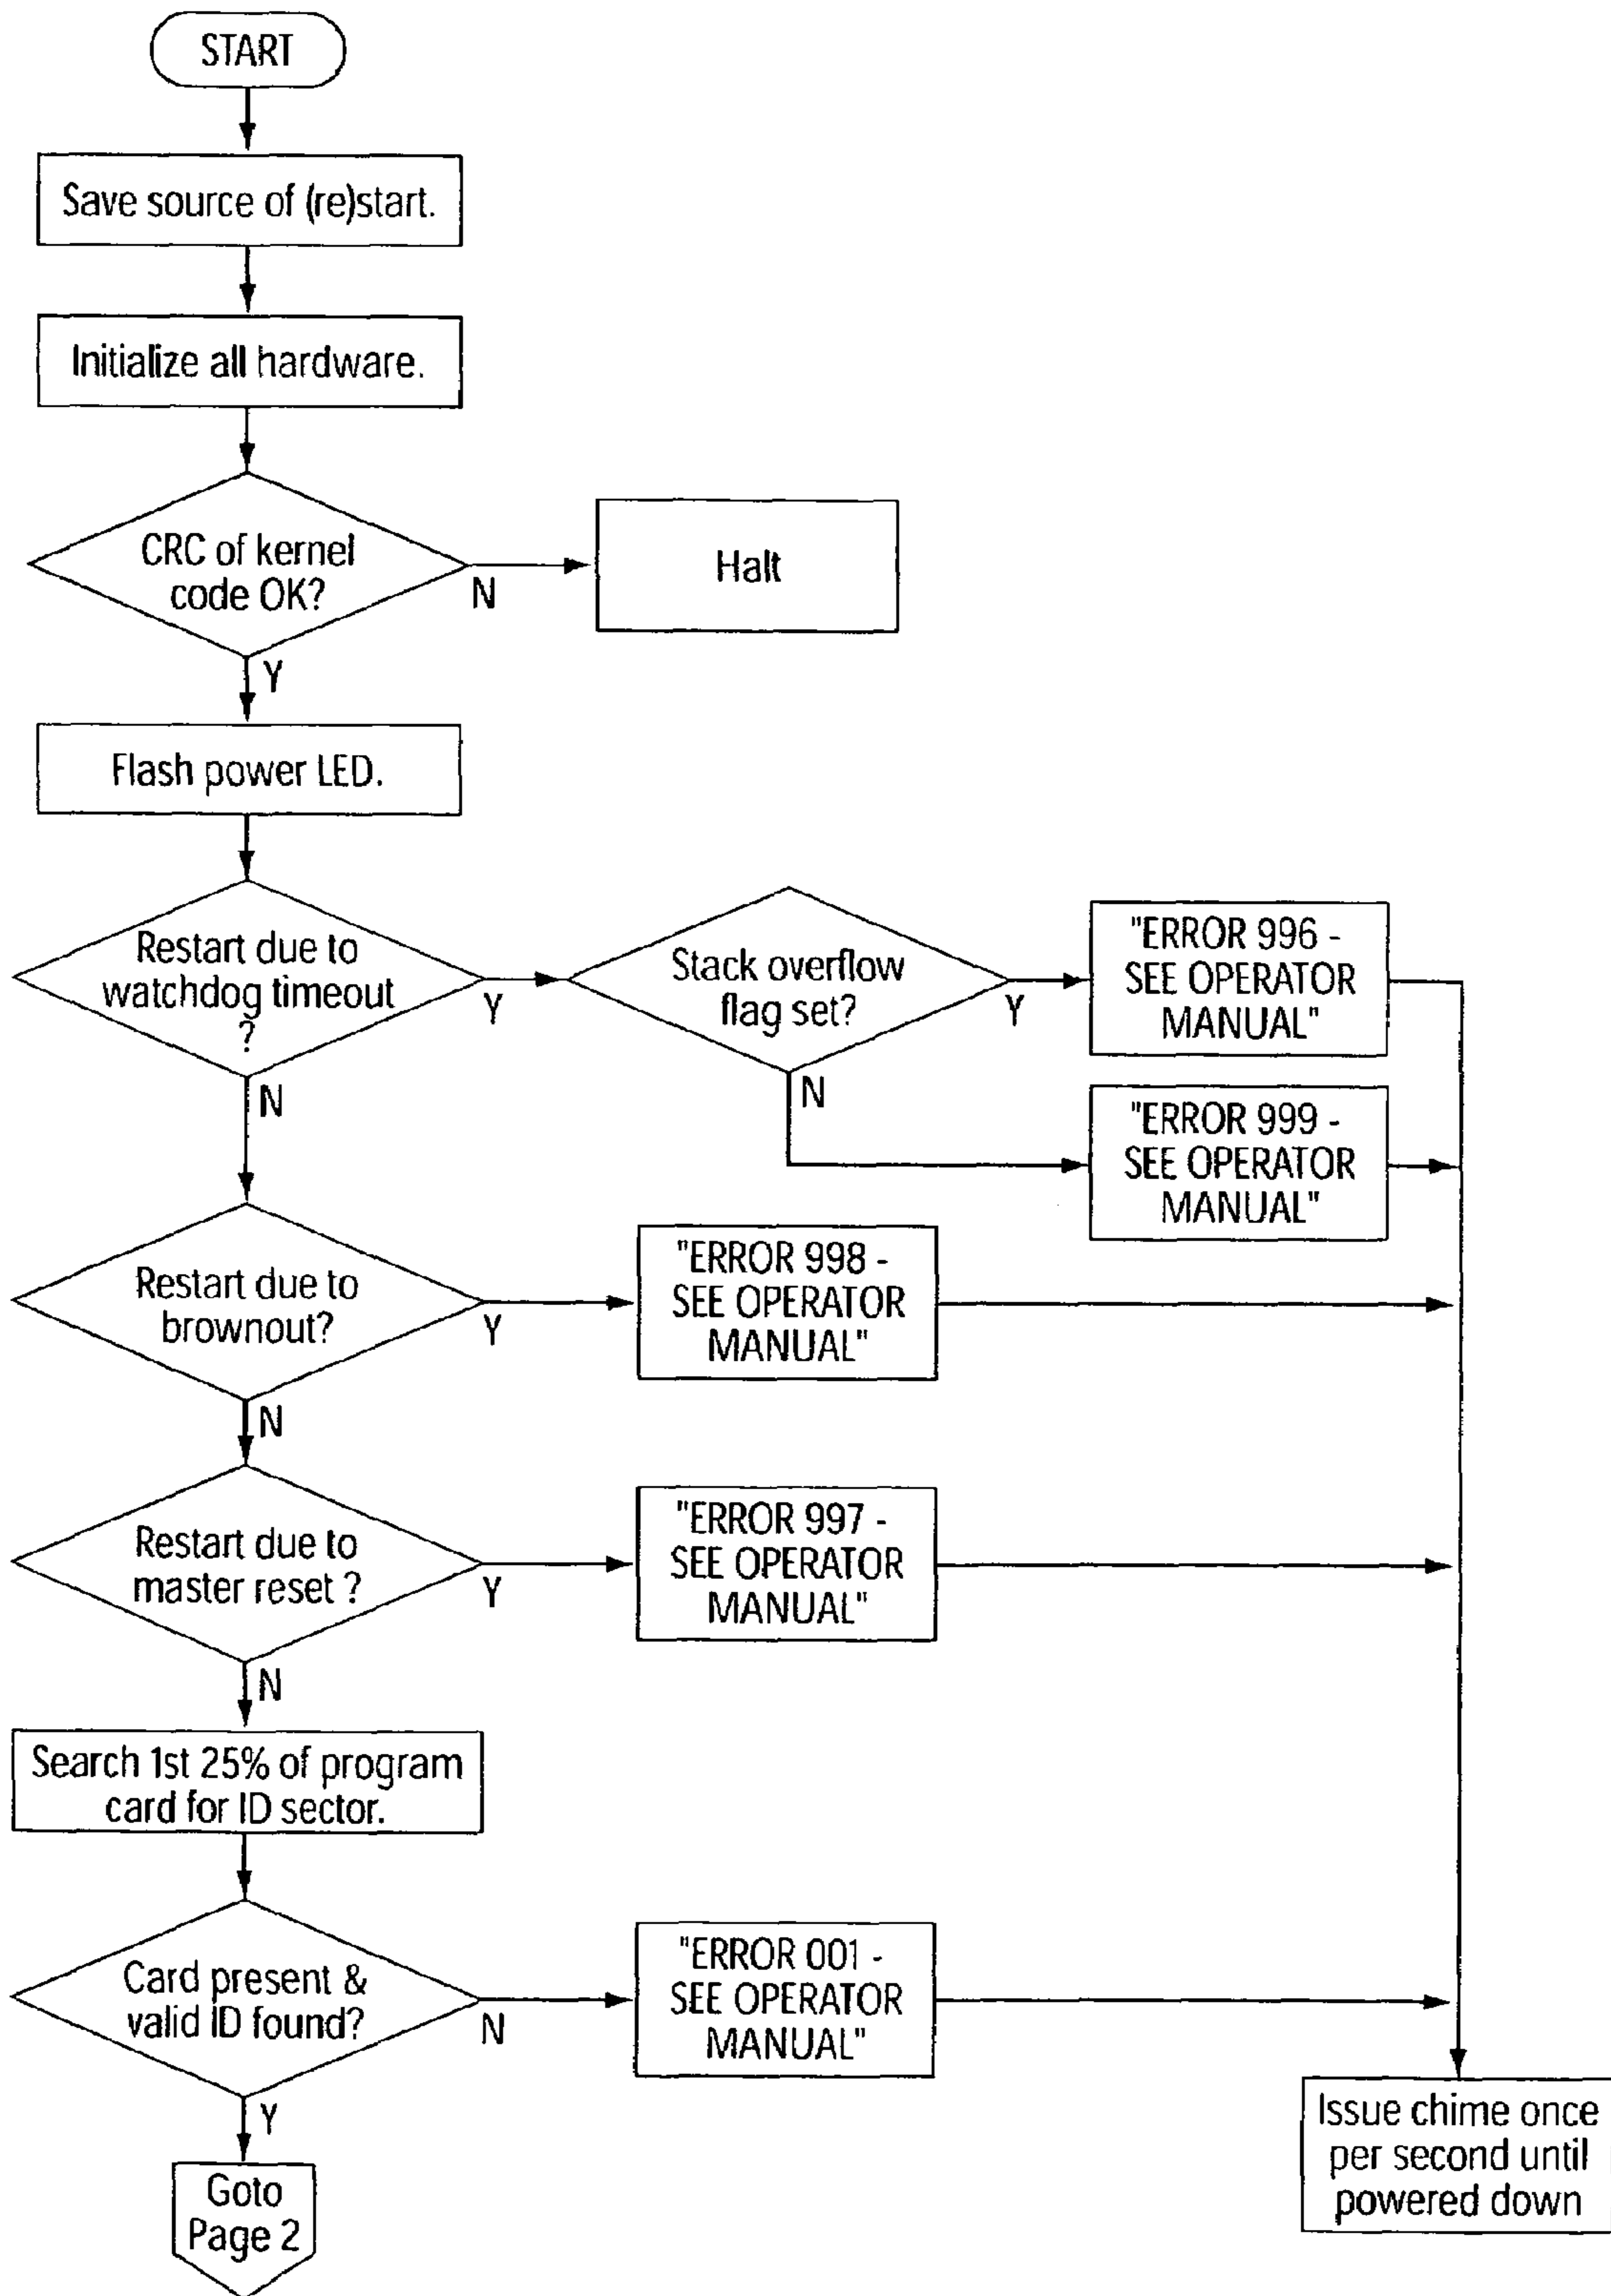 START
Save source of (re)start.
Initialize all hardware.
CRC of kernel
code OK?
N
Halt
Y
Flash power LED.
Restart due to
watchdog timeout
?
Y
Stack overflow
flag set?
Y
"ERROR 996 -
SEE OPERATOR
MANUAL"
N
N
"ERROR 999 -
SEE OPERATOR
MANUAL"
Restart due to
brownout?
Y
"ERROR 998 -
SEE OPERATOR
MANUAL"
N
Restart due to
master reset ?
Y
"ERROR 997 -
SEE OPERATOR
MANUAL"
N
Search 1st 25% of program
card for ID sector.
Card present &
valid ID found?
N
"ERROR 001 -
SEE OPERATOR
MANUAL"
Y
Goto
Page 2
Issue chime once
per second until
powered down